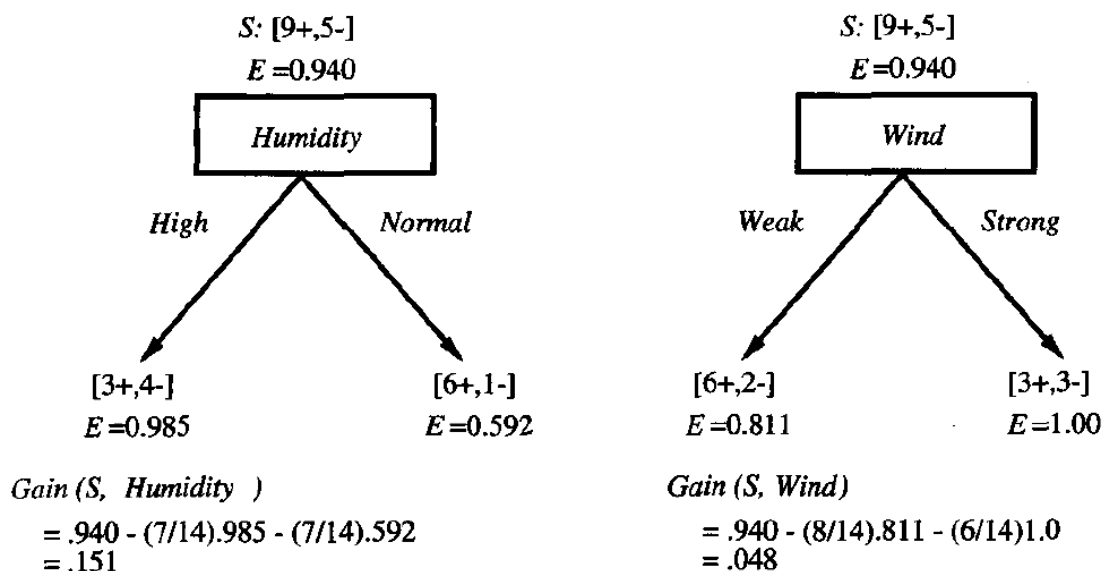 S: [9+,5-]
E =0.940
Humidity
High
Normal
[3+,4-]
E =0.985
[6+,1-]
E =0.592
Gain (S, Humidity )
= .940 - (7/14).985 - (7/14).592
= .151
S: [9+,5-]
E =0.940
Wind
Weak
Strong
[6+,2-]
E =0.811
[3+,3-]
E =1.00
Gain (S, Wind)
= .940 - (8/14).811 - (6/14)1.0
= .048